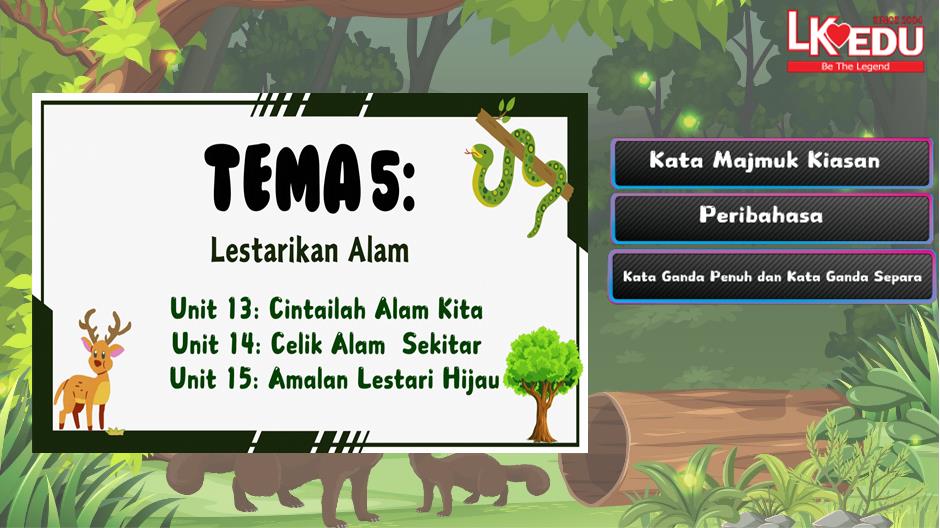 SINCE 2004
LK EDU
Be The Legend
TEMA 5:
Lestarikan Alam
Unit 13: Cintailah Alam Kita
Unit 14: Celik Alam Sekitar
Unit 15: Amalan Lestari Hijau
Kata Majmuk Kiasan
Peribahasa
Kata Ganda Penuh dan Kata Ganda Separa